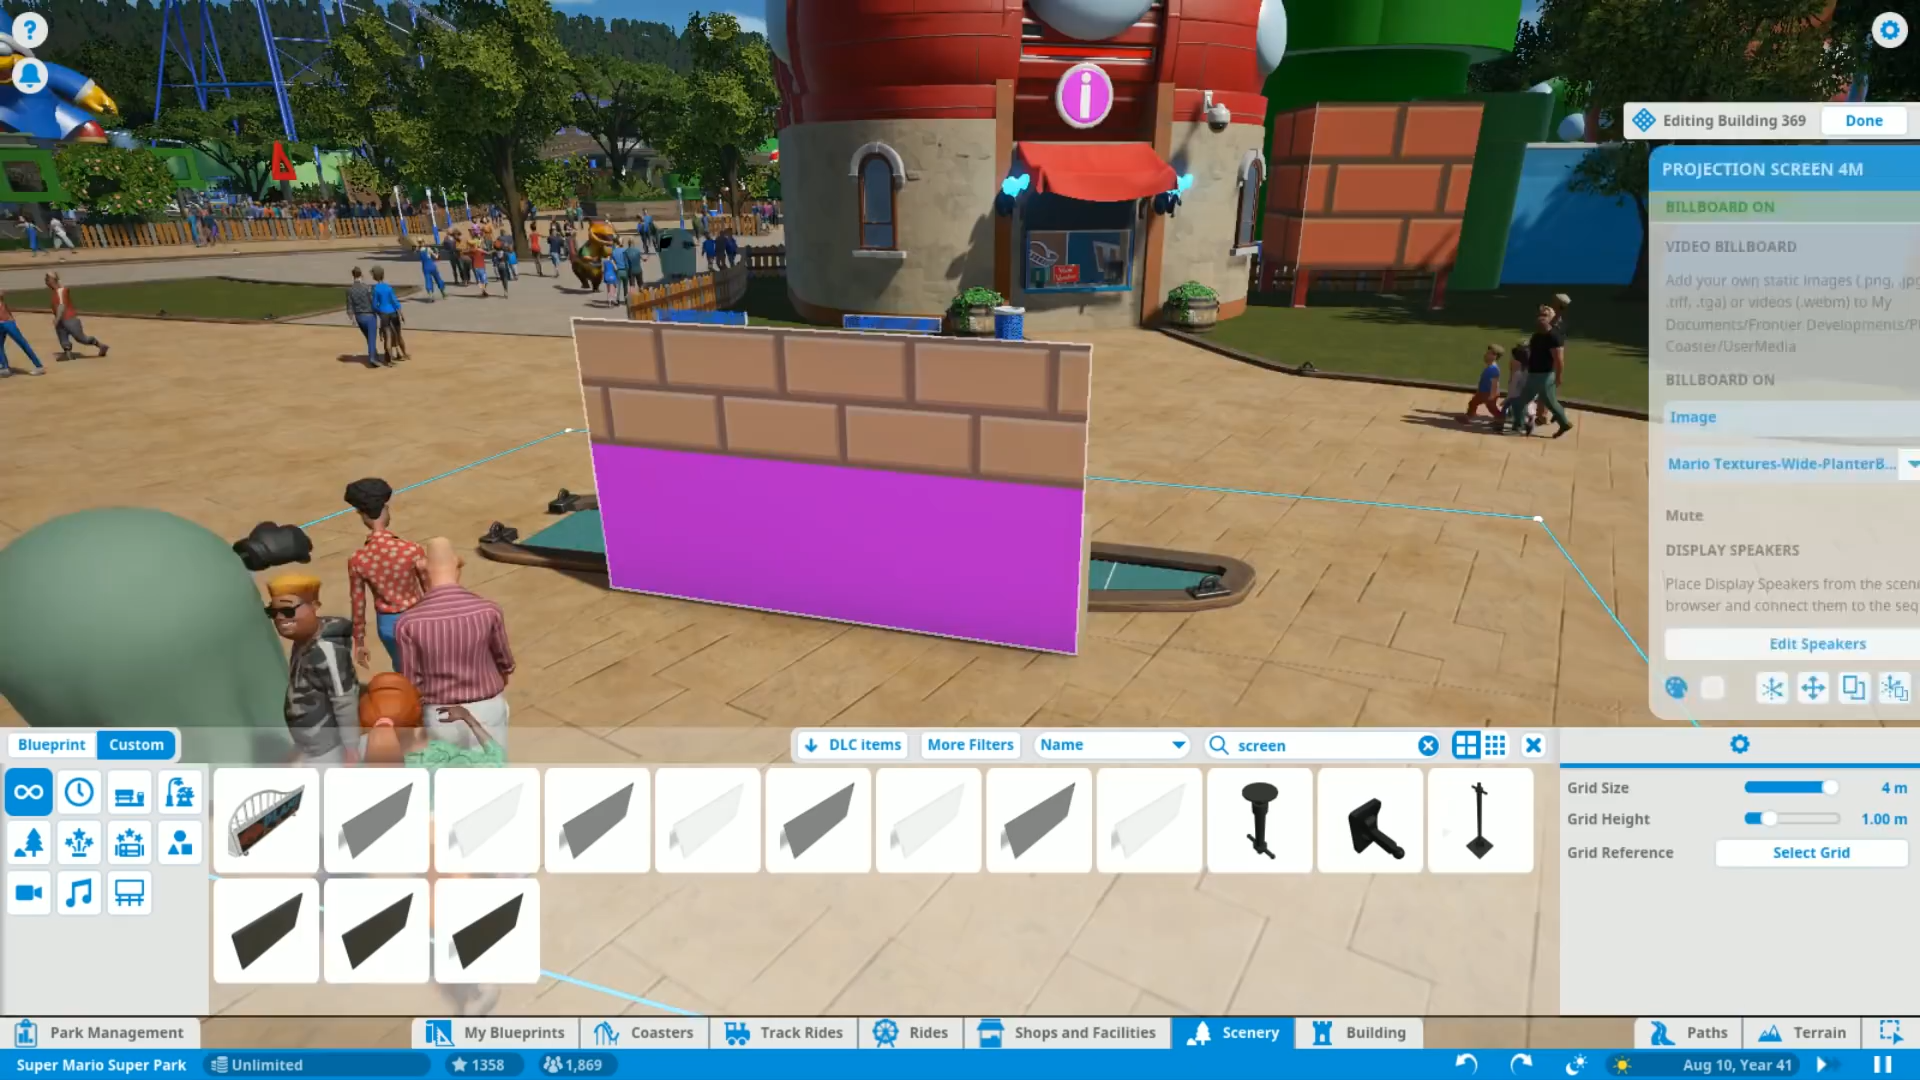 ?
i
Editing Building 369
Done
PROJECTION SCREEN 4M
BILLBOARD ON
VIDEO BILLBOARD
Add your own static images (.png, .jpg
.tiff, .tga) or videos (.webm) to My
Documents/Frontier Developments/Pl
Coaster/UserMedia
BILLBOARD ON
Image
Mario Textures-Wide-PlanterB...
Mute
DISPLAY SPEAKERS
Place Display Speakers from the scene
browser and connect them to the seq
Edit Speakers
Blueprint
Custom
DLC items
More Filters
Name
screen
Grid Size
4 m
Grid Height
1.00 m
Grid Reference
Select Grid
Park Management
My Blueprints
Coasters
Track Rides
Rides
Shops and Facilities
Scenery
Building
Paths
Terrain
Super Mario Super Park
Unlimited
1358
1,869
Aug 10, Year 41